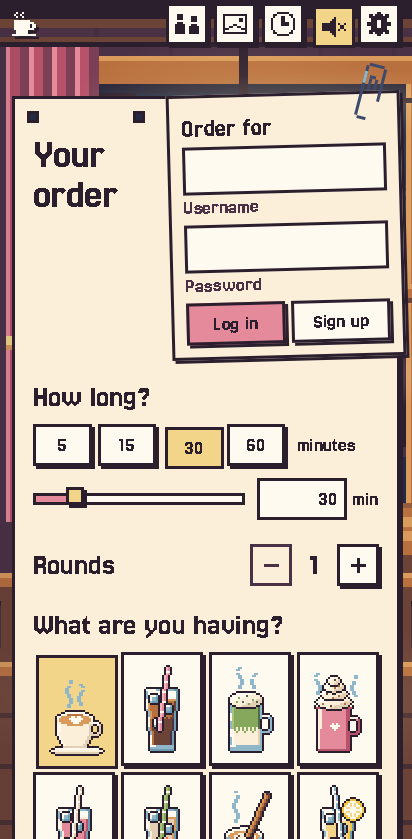 Your
order
Order for
Username
Password
Log in
Sign up
How long?
5 15 30 60 minutes
30 min
Rounds − 1 +
What are you having?